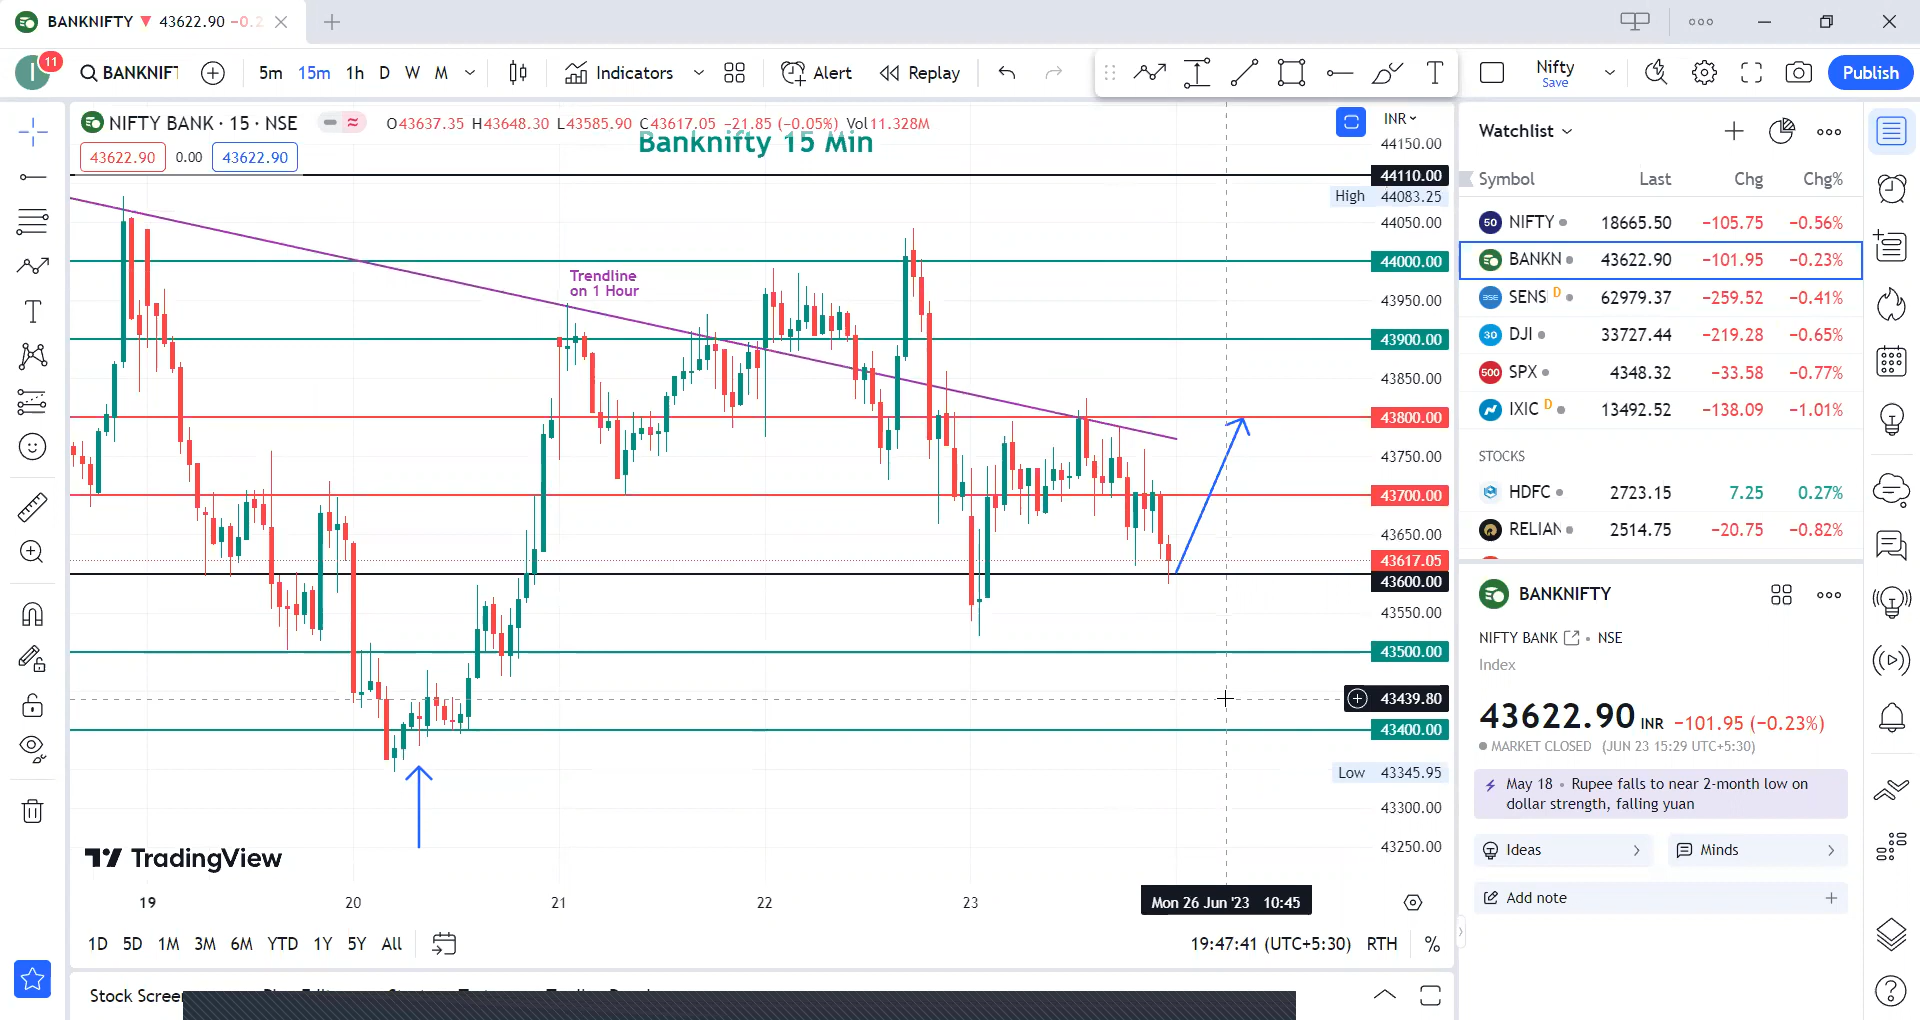 BANKNIFTY ▼ 43622.90 −0.2
I 11 BANKNIF 5m 15m 1h D W M Indicators Alert Replay Nifty Save Publish
NIFTY BANK · 15 · NSE O43637.35 H43648.30 L43585.90 C43617.05 −21.85 (−0.05%) Vol11.328M
43622.90 0.00 43622.90
Banknifty 15 Min
Trendline
on 1 Hour
INR
44150.00
44110.00
High 44083.25
44050.00
44000.00
43950.00
43900.00
43850.00
43800.00
43750.00
43700.00
43650.00
43617.05
43600.00
43550.00
43500.00
43439.80
43400.00
Low 43345.95
43300.00
43250.00
TradingView
19 20 21 22 23 Mon 26 Jun '23 10:45
1D 5D 1M 3M 6M YTD 1Y 5Y All 19:47:41 (UTC+5:30) RTH %
Stock Scree
Watchlist
Symbol Last Chg Chg%
50 NIFTY 18665.50 −105.75 −0.56%
BANKN 43622.90 −101.95 −0.23%
BSE SENS D 62979.37 −259.52 −0.41%
30 DJI 33727.44 −219.28 −0.65%
500 SPX 4348.32 −33.58 −0.77%
IXIC D 13492.52 −138.09 −1.01%
STOCKS
HDFC 2723.15 7.25 0.27%
RELIAN 2514.75 −20.75 −0.82%
BANKNIFTY
NIFTY BANK • NSE
Index
43622.90 INR −101.95 (−0.23%)
MARKET CLOSED (JUN 23 15:29 UTC+5:30)
May 18 • Rupee falls to near 2-month low on
dollar strength, falling yuan
Ideas Minds
Add note